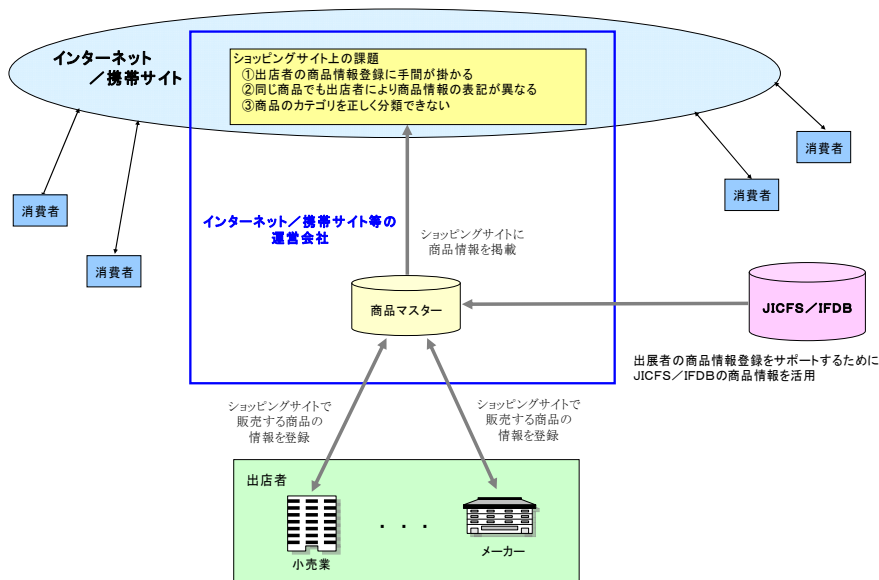 インターネット
／携帯サイト
ショッピングサイト上の課題
①出店者の商品情報登録に手間が掛かる
②同じ商品でも出店者により商品情報の表記が異なる
③商品のカテゴリを正しく分類できない
消費者
消費者
消費者
消費者
インターネット／携帯サイト等の
運営会社
ショッピングサイトに
商品情報を掲載
商品マスター
JICFS／IFDB
出展者の商品情報登録をサポートするために
JICFS／IFDBの商品情報を活用
ショッピングサイトで
販売する商品の
情報を登録
ショッピングサイトで
販売する商品の
情報を登録
出店者
・・・
小売業
メーカー